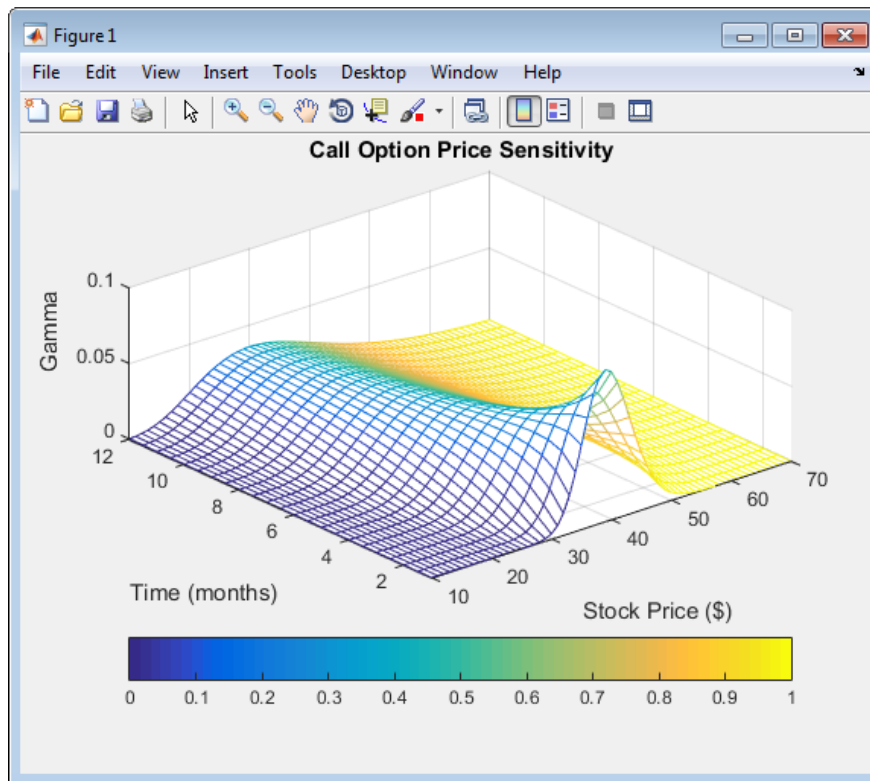 Figure 1
File Edit View Insert Tools Desktop Window Help
Call Option Price Sensitivity
Gamma
0.1
0.05
0
12
10
8
6
4
2
10
20
30
40
50
60
70
Time (months)
Stock Price ($)
0 0.1 0.2 0.3 0.4 0.5 0.6 0.7 0.8 0.9 1